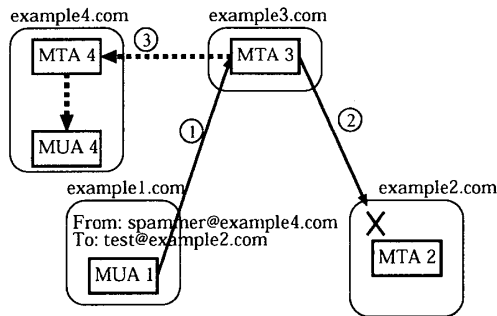 example4.com
example3.com
MTA 4
③
MTA 3
MUA 4
①
②
example1.com
example2.com
From: spammer@example4.com
To: test@example2.com
MUA 1
X
MTA 2